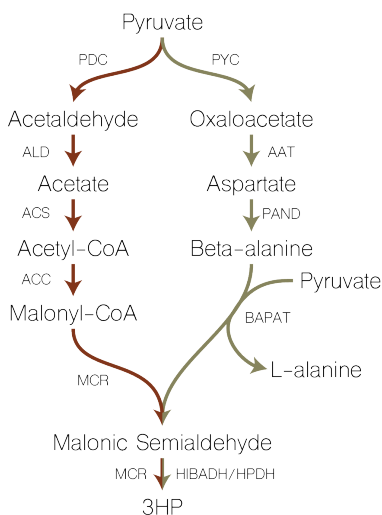 Pyruvate
PDC PYC
Acetaldehyde Oxaloacetate
ALD AAT
Acetate Aspartate
ACS PAND
Acetyl-CoA Beta-alanine
ACC Pyruvate
Malonyl-CoA BAPAT
L-alanine
MCR
Malonic Semialdehyde
MCR HIBADH/HPDH
3HP